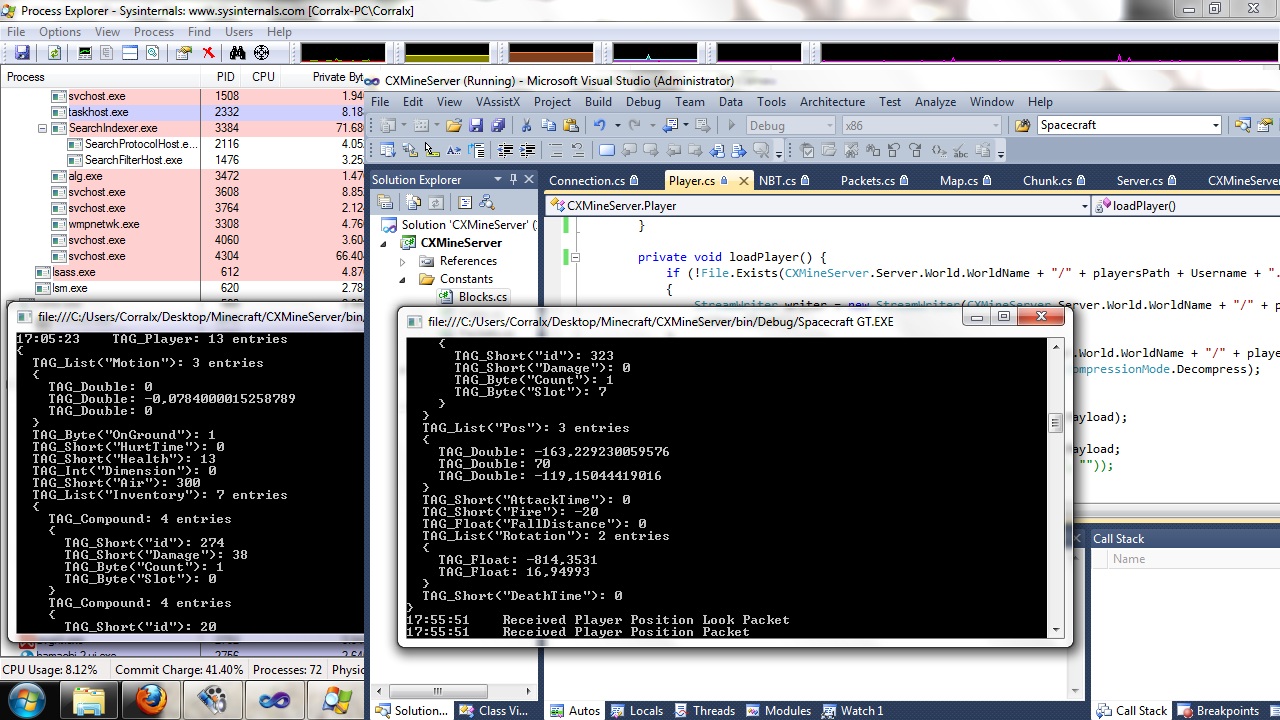 Process Explorer - Sysinternals: www.sysinternals.com [Corralx-PC\Corralx]
File Options View Process Find Users Help
Process PID CPU Private Byt
svchost.exe 1508 1.94
taskhost.exe 2332 8.18
SearchIndexer.exe 3384 71.68
SearchProtocolHost.e... 2116 4.05
SearchFilterHost.exe 1476 3.25
alg.exe 3472 1.47
svchost.exe 3608 8.85
svchost.exe 3764 2.12
wmpnetwk.exe 3308 4.76
svchost.exe 4060 3.60
svchost.exe 4304 66.40
lsass.exe 612 4.87
lsm.exe 620 2.78
CXMineServer (Running) - Microsoft Visual Studio (Administrator)
File Edit View VAssistX Project Build Debug Team Data Tools Architecture Test Analyze Window Help
Debug x86 Spacecraft
Solution Explorer
Solution 'CXMineServer' (
CXMineServer
References
Constants
Blocks.cs
Connection.cs Player.cs NBT.cs Packets.cs Map.cs Chunk.cs Server.cs CXMineServer
CXMineServer.Player loadPlayer()
}
private void loadPlayer() {
if (!File.Exists(CXMineServer.Server.World.WorldName + "/" + playersPath + Username + ".
{
StreamWriter writer = new StreamWriter(CXMineServer.Server.World.WorldName + "/" + p
.World.WorldName + "/" + playe
ompressionMode.Decompress);
ayload);
ayload;
""));
file:///C:/Users/Corralx/Desktop/Minecraft/CXMineServer/bin,
17:05:23 TAG_Player: 13 entries
{
TAG_List("Motion"): 3 entries
{
TAG_Double: 0
TAG_Double: -0,0784000015258789
TAG_Double: 0
}
TAG_Byte("OnGround"): 1
TAG_Short("HurtTime"): 0
TAG_Short("Health"): 13
TAG_Int("Dimension"): 0
TAG_Short("Air"): 300
TAG_List("Inventory"): 7 entries
{
TAG_Compound: 4 entries
{
TAG_Short("id"): 274
TAG_Short("Damage"): 38
TAG_Byte("Count"): 1
TAG_Byte("Slot"): 0
}
TAG_Compound: 4 entries
{
TAG_Short("id"): 20
file:///C:/Users/Corralx/Desktop/Minecraft/CXMineServer/bin/Debug/Spacecraft GT.EXE
{
TAG_Short("id"): 323
TAG_Short("Damage"): 0
TAG_Byte("Count"): 1
TAG_Byte("Slot"): 7
}
}
TAG_List("Pos"): 3 entries
{
TAG_Double: -163,229230059576
TAG_Double: 70
TAG_Double: -119,15044419016
}
TAG_Short("AttackTime"): 0
TAG_Short("Fire"): -20
TAG_Float("FallDistance"): 0
TAG_List("Rotation"): 2 entries
{
TAG_Float: -814,3531
TAG_Float: 16,94993
}
TAG_Short("DeathTime"): 0
}
17:55:51 Received Player Position Look Packet
17:55:51 Received Player Position Packet
Call Stack
Name
CPU Usage: 8.12% Commit Charge: 41.40% Processes: 72 Physic
Solution... Class Vi... Autos Locals Threads Modules Watch 1 Call Stack Breakpoints